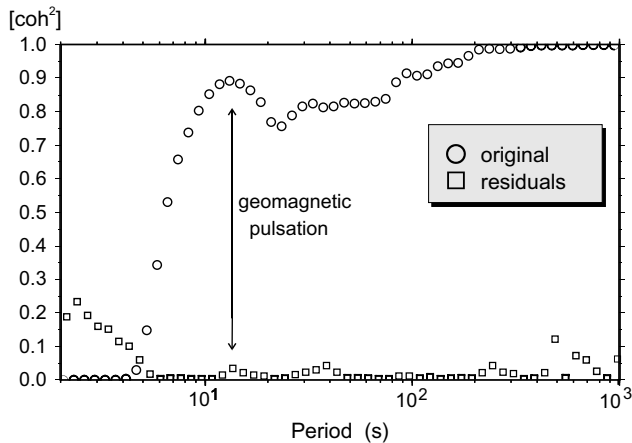 [coh²]
1.0
0.9
0.8
0.7
0.6
0.5
0.4
0.3
0.2
0.1
0.0
original
residuals
geomagnetic
pulsation
10¹ 10² 10³
Period (s)